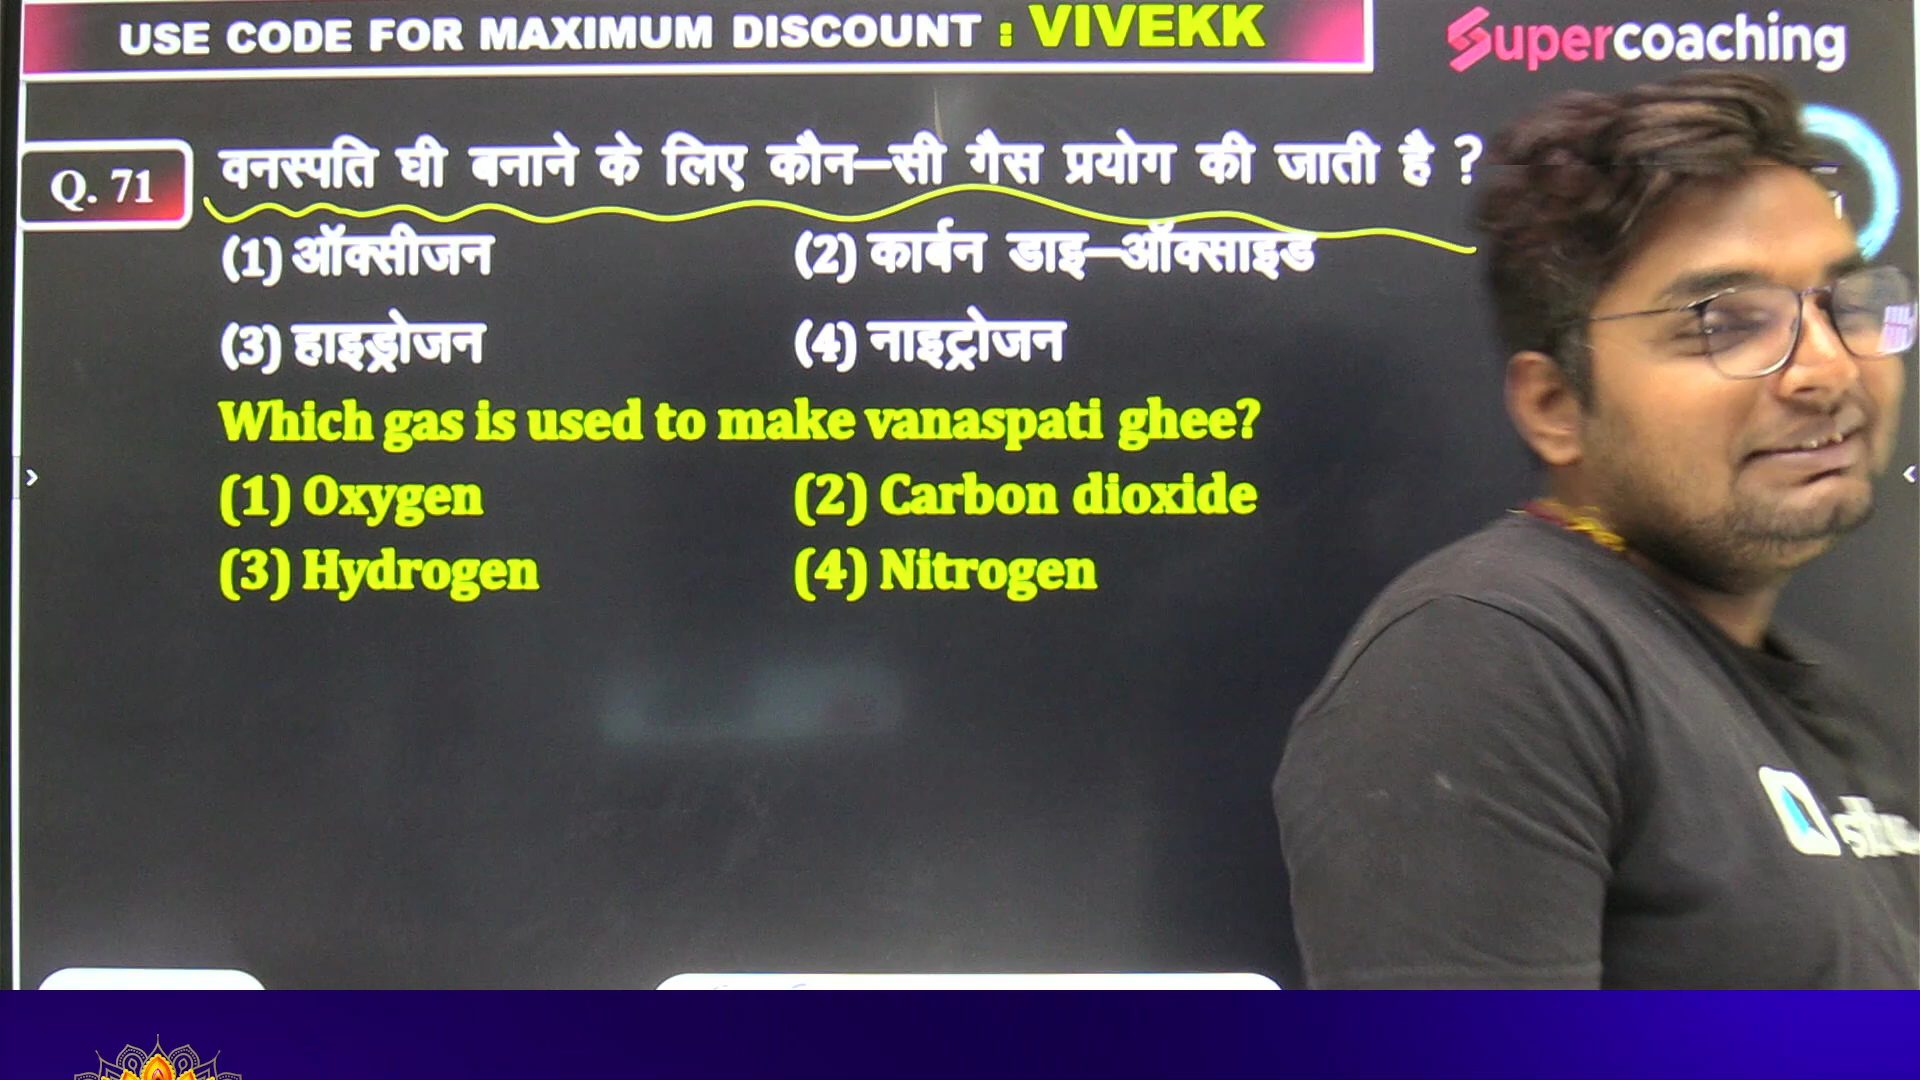 USE CODE FOR MAXIMUM DISCOUNT : VIVEKK
Supercoaching
Q. 71
वनस्पति घी बनाने के लिए कौन–सी गैस प्रयोग की जाती है ?
(1) ऑक्सीजन (2) कार्बन डाइ–ऑक्साइड
(3) हाइड्रोजन (4) नाइट्रोजन
Which gas is used to make vanaspati ghee?
(1) Oxygen (2) Carbon dioxide
(3) Hydrogen (4) Nitrogen